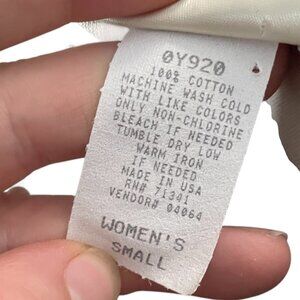 0Y920
100% COTTON
MACHINE WASH COLD
WITH LIKE COLORS
ONLY NON-CHLORINE
BLEACH IF NEEDED
TUMBLE DRY LOW
WARM IRON
IF NEEDED
MADE IN USA
RN# 71341
VENDOR# 04064
WOMEN'S
SMALL